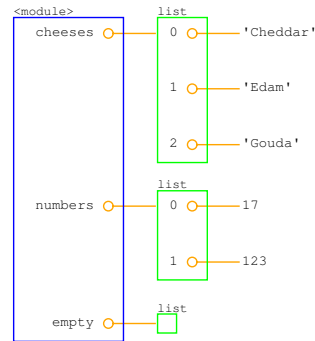 <module> list
cheeses 0 'Cheddar'
1 'Edam'
2 'Gouda'
list
numbers 0 17
1 123
list
empty